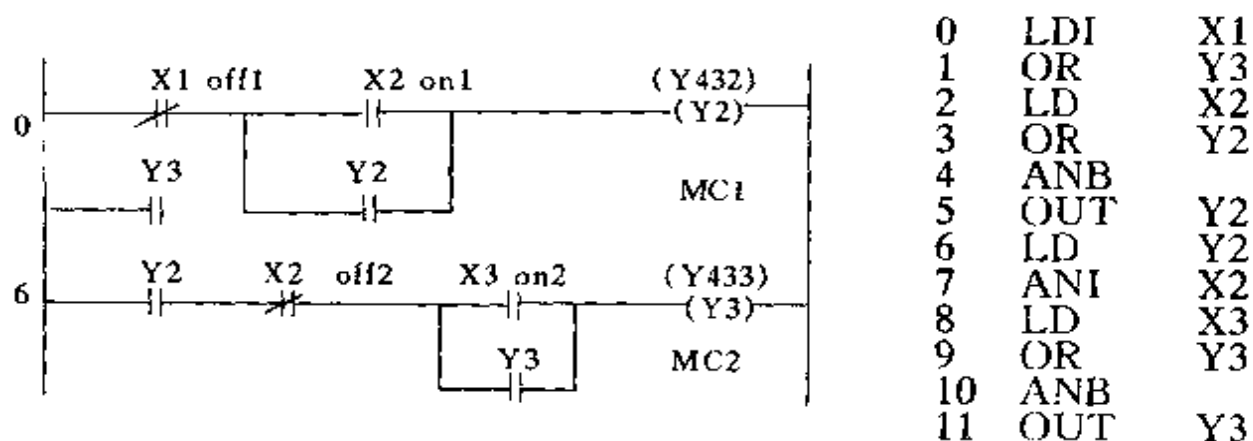 X1 off1 X2 on1 (Y432)
0 (Y2)
Y3 Y2 MC1
Y2 X2 off2 X3 on2 (Y433)
6 (Y3)
Y3 MC2
0 LDI X1
1 OR Y3
2 LD X2
3 OR Y2
4 ANB
5 OUT Y2
6 LD Y2
7 ANI X2
8 LD X3
9 OR Y3
10 ANB
11 OUT Y3